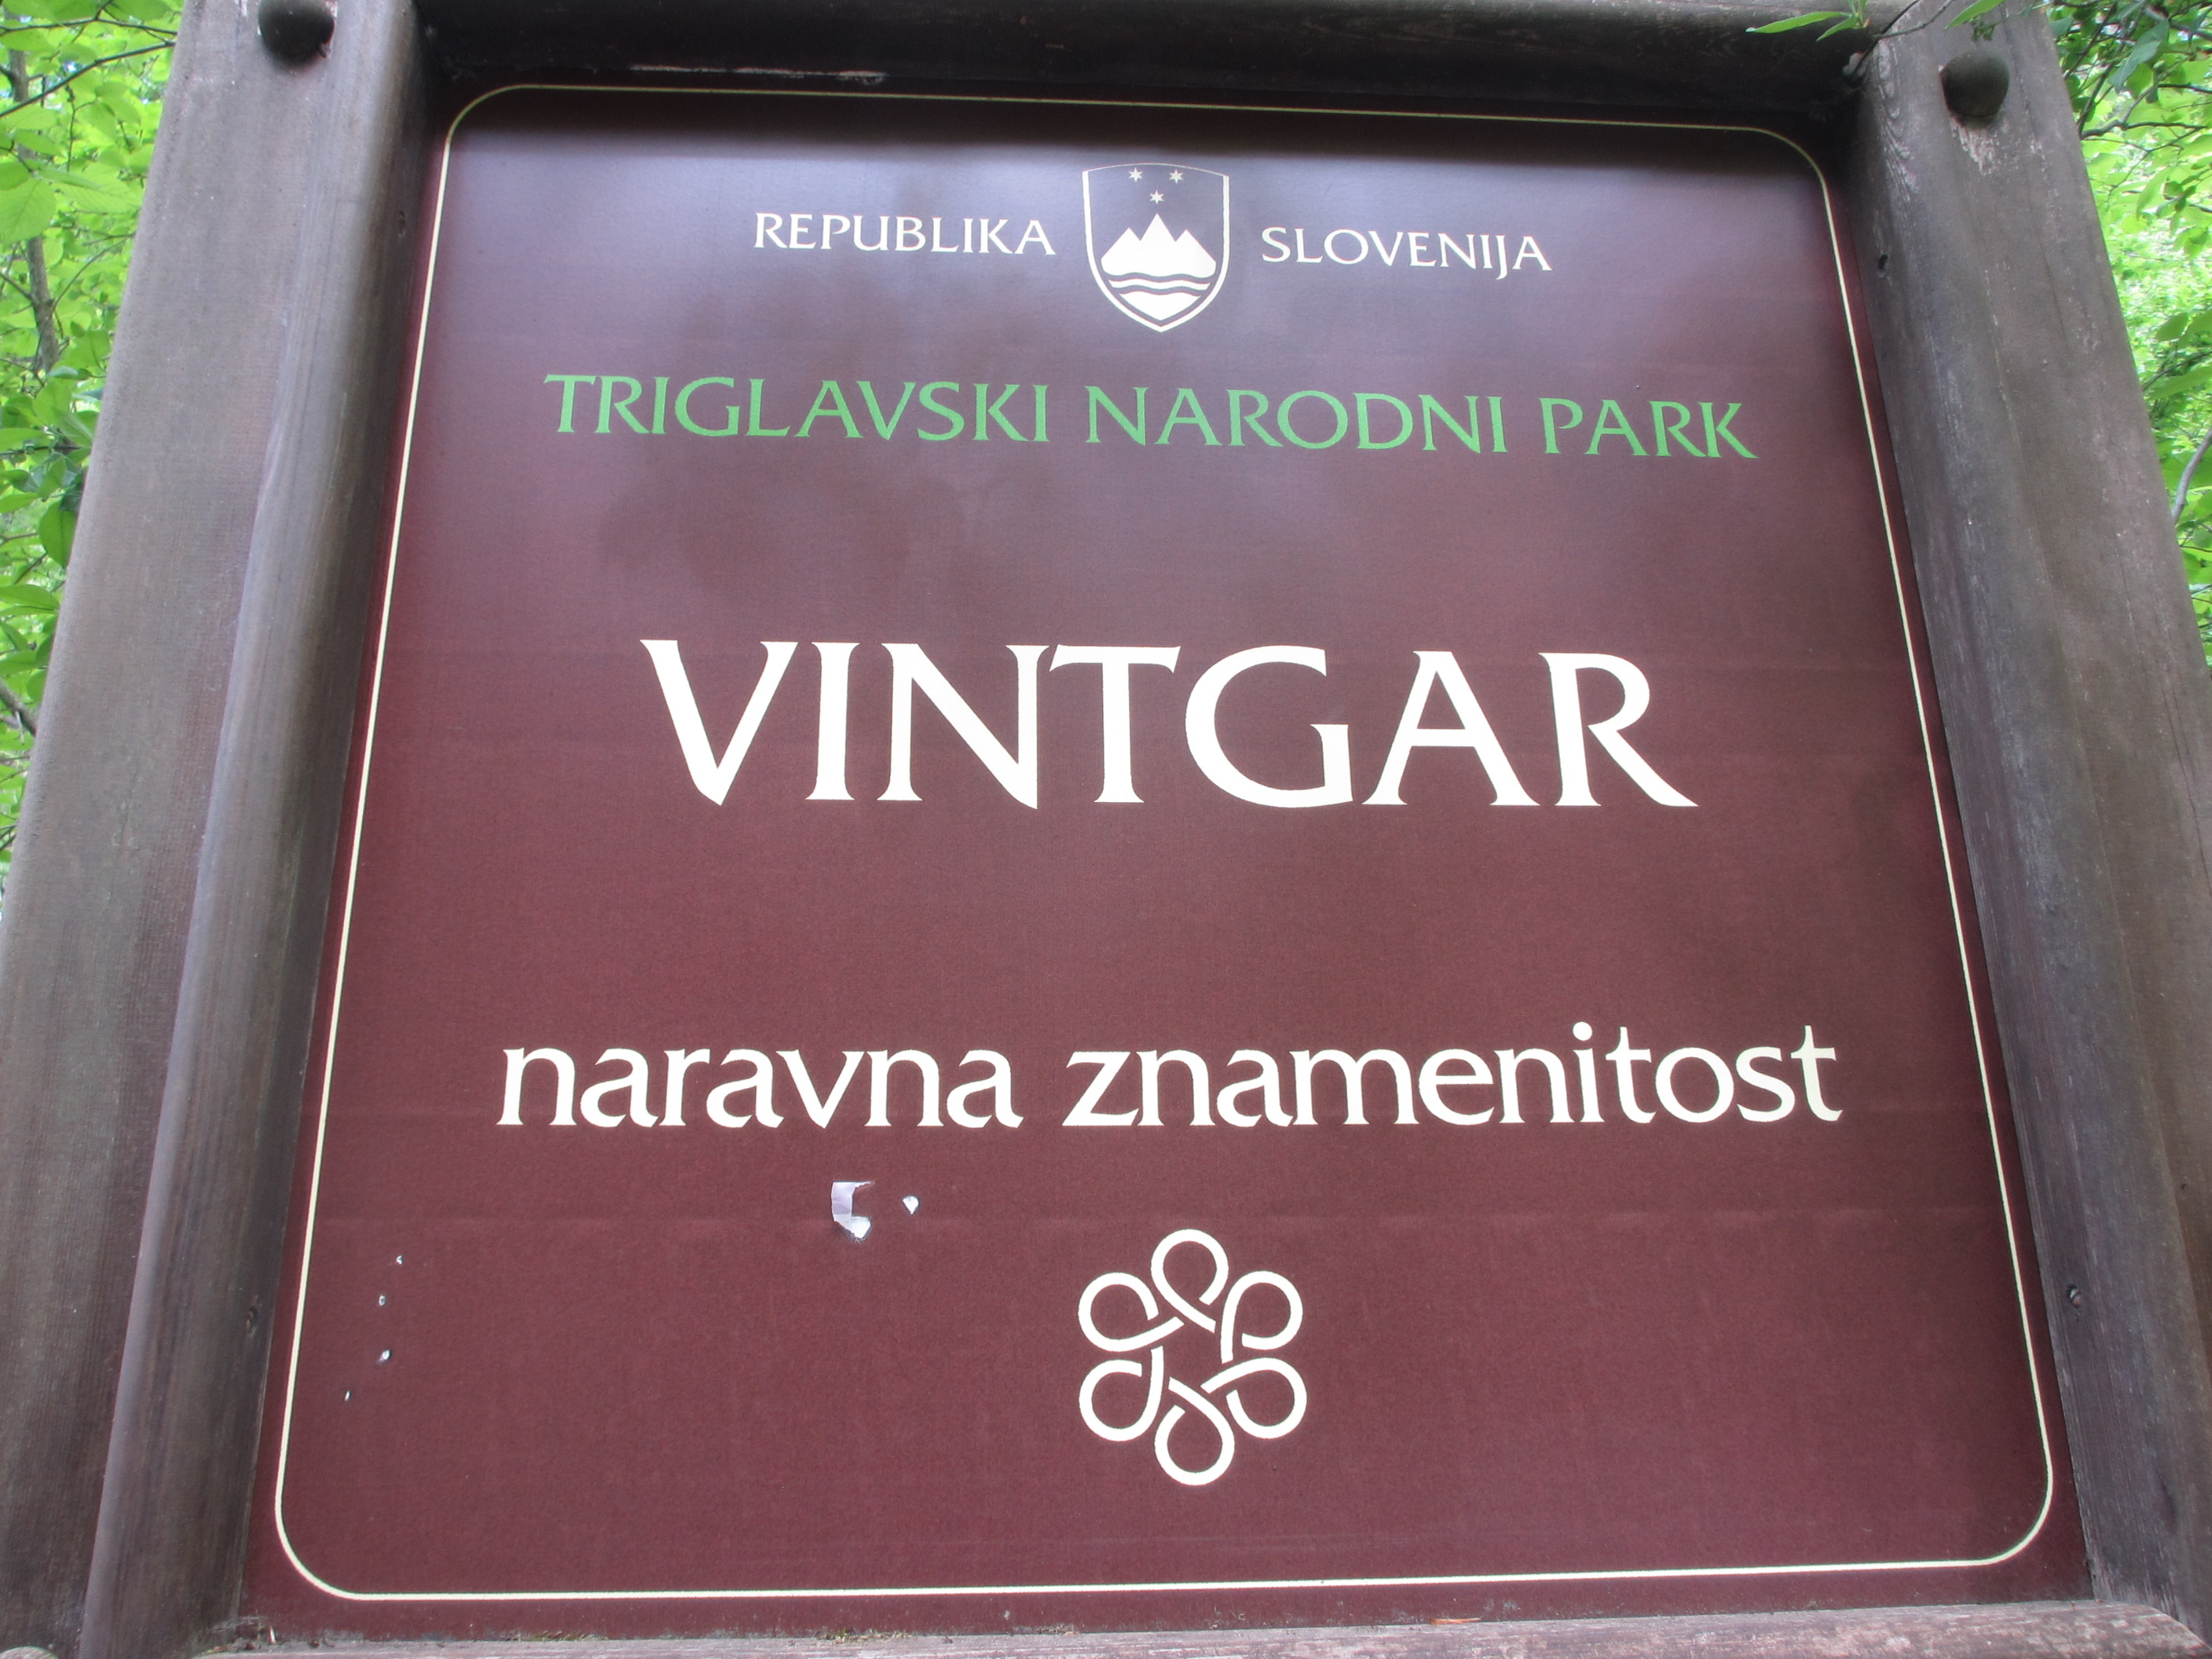 REPUBLIKA SLOVENIJA
TRIGLAVSKI NARODNI PARK
VINTGAR
naravna znamenitost